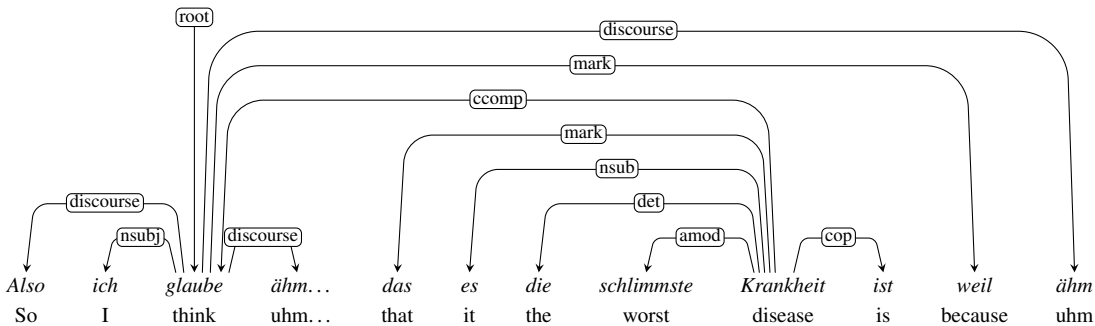 root
discourse
mark
ccomp
mark
nsub
discourse det
nsubj discourse amod cop
Also ich glaube ähm... das es die schlimmste Krankheit ist weil ähm
So I think uhm... that it the worst disease is because uhm